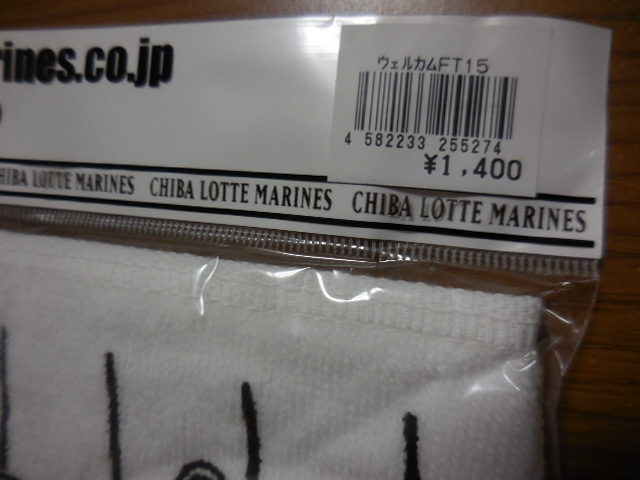 rines.co.jp
ウェルカムFT15
4 582233 255274
¥1,400
CHIBA LOTTE MARINES CHIBA LOTTE MARINES CHIBA LOTTE MARINES